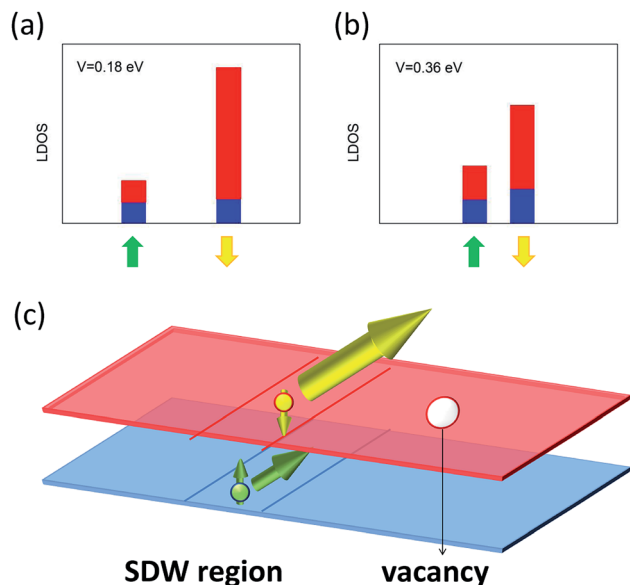 (a)
V=0.18 eV
LDOS
(b)
V=0.36 eV
LDOS
(c)
SDW region
vacancy